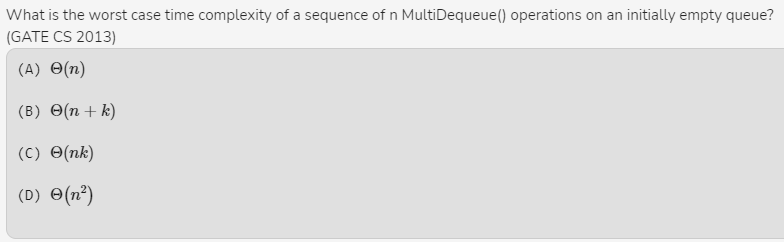 What is the worst case time complexity of a sequence of n MultiDequeue() operations on an initially empty queue?
(GATE CS 2013)
(A) Θ(n)
(B) Θ(n + k)
(C) Θ(nk)
(D) Θ(n²)